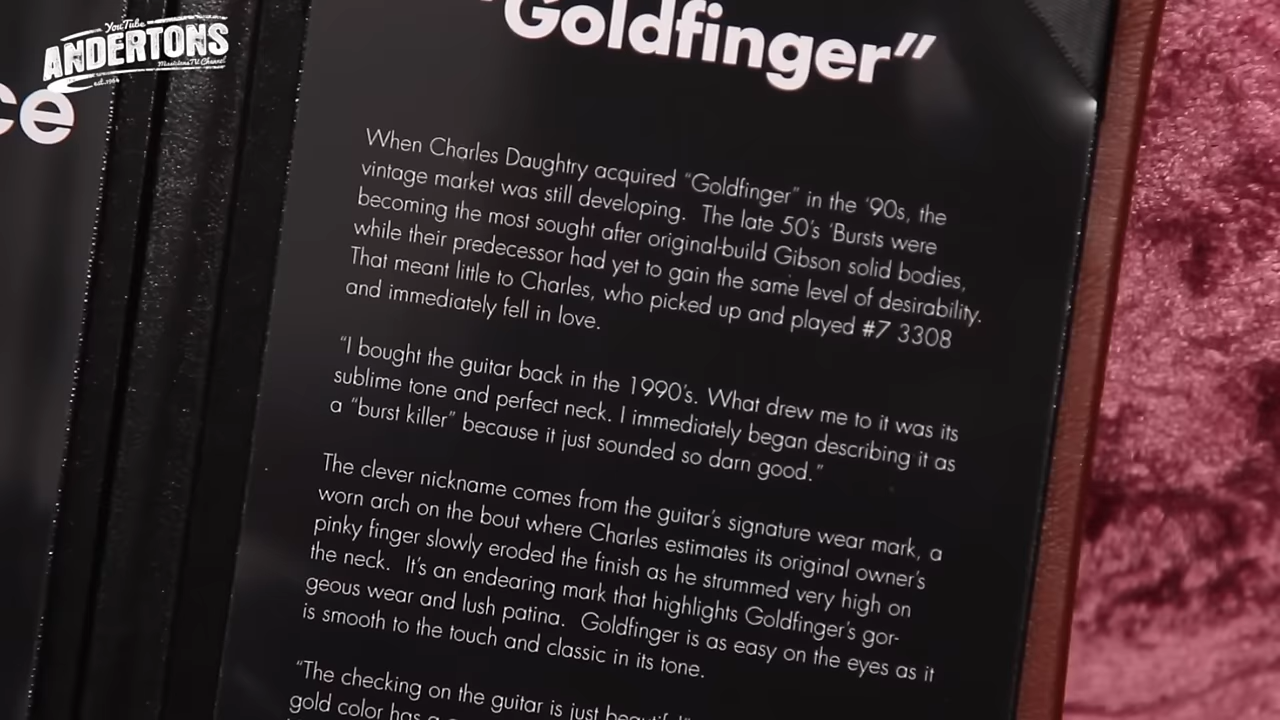 YouTube
ANDERTONS
Musicians TV Channel
est. 1964
ce
"Goldfinger"
When Charles Daughtry acquired "Goldfinger" in the '90s, the
vintage market was still developing. The late 50's 'Bursts were
becoming the most sought after original-build Gibson solid bodies,
while their predecessor had yet to gain the same level of desirability.
That meant little to Charles, who picked up and played #7 3308
and immediately fell in love.
"I bought the guitar back in the 1990's. What drew me to it was its
sublime tone and perfect neck. I immediately began describing it as
a "burst killer" because it just sounded so darn good."
The clever nickname comes from the guitar's signature wear mark, a
worn arch on the bout where Charles estimates its original owner's
pinky finger slowly eroded the finish as he strummed very high on
the neck. It's an endearing mark that highlights Goldfinger's gor-
geous wear and lush patina. Goldfinger is as easy on the eyes as it
is smooth to the touch and classic in its tone.
"The checking on the guitar is just
gold color has a